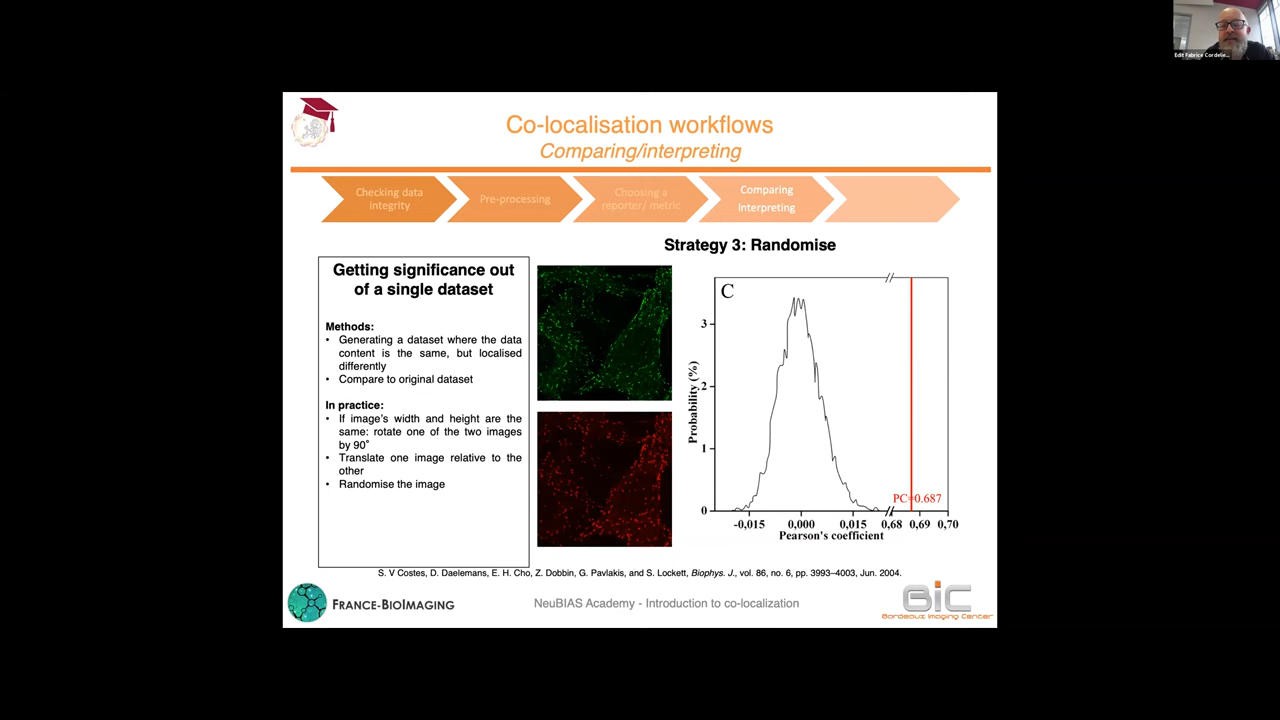 Edit Fabrice Cordelie...
Co-localisation workflows
Comparing/interpreting
Checking data
integrity
Pre-processing
Choosing a
reporter/ metric
Comparing
Interpreting
Strategy 3: Randomise
Getting significance out
of a single dataset
Methods:
• Generating a dataset where the data
content is the same, but localised
differently
• Compare to original dataset
In practice:
• If image's width and height are the
same: rotate one of the two images
by 90°
• Translate one image relative to the
other
• Randomise the image
C
Probability (%)
3
2
1
0
PC=0.687
-0,015 0,000 0,015 0,68 0,69 0,70
Pearson's coefficient
S. V Costes, D. Daelemans, E. H. Cho, Z. Dobbin, G. Pavlakis, and S. Lockett, Biophys. J., vol. 86, no. 6, pp. 3993–4003, Jun. 2004.
FRANCE-BIOIMAGING
NeuBIAS Academy - Introduction to co-localization
BiC
Bordeaux Imaging Center